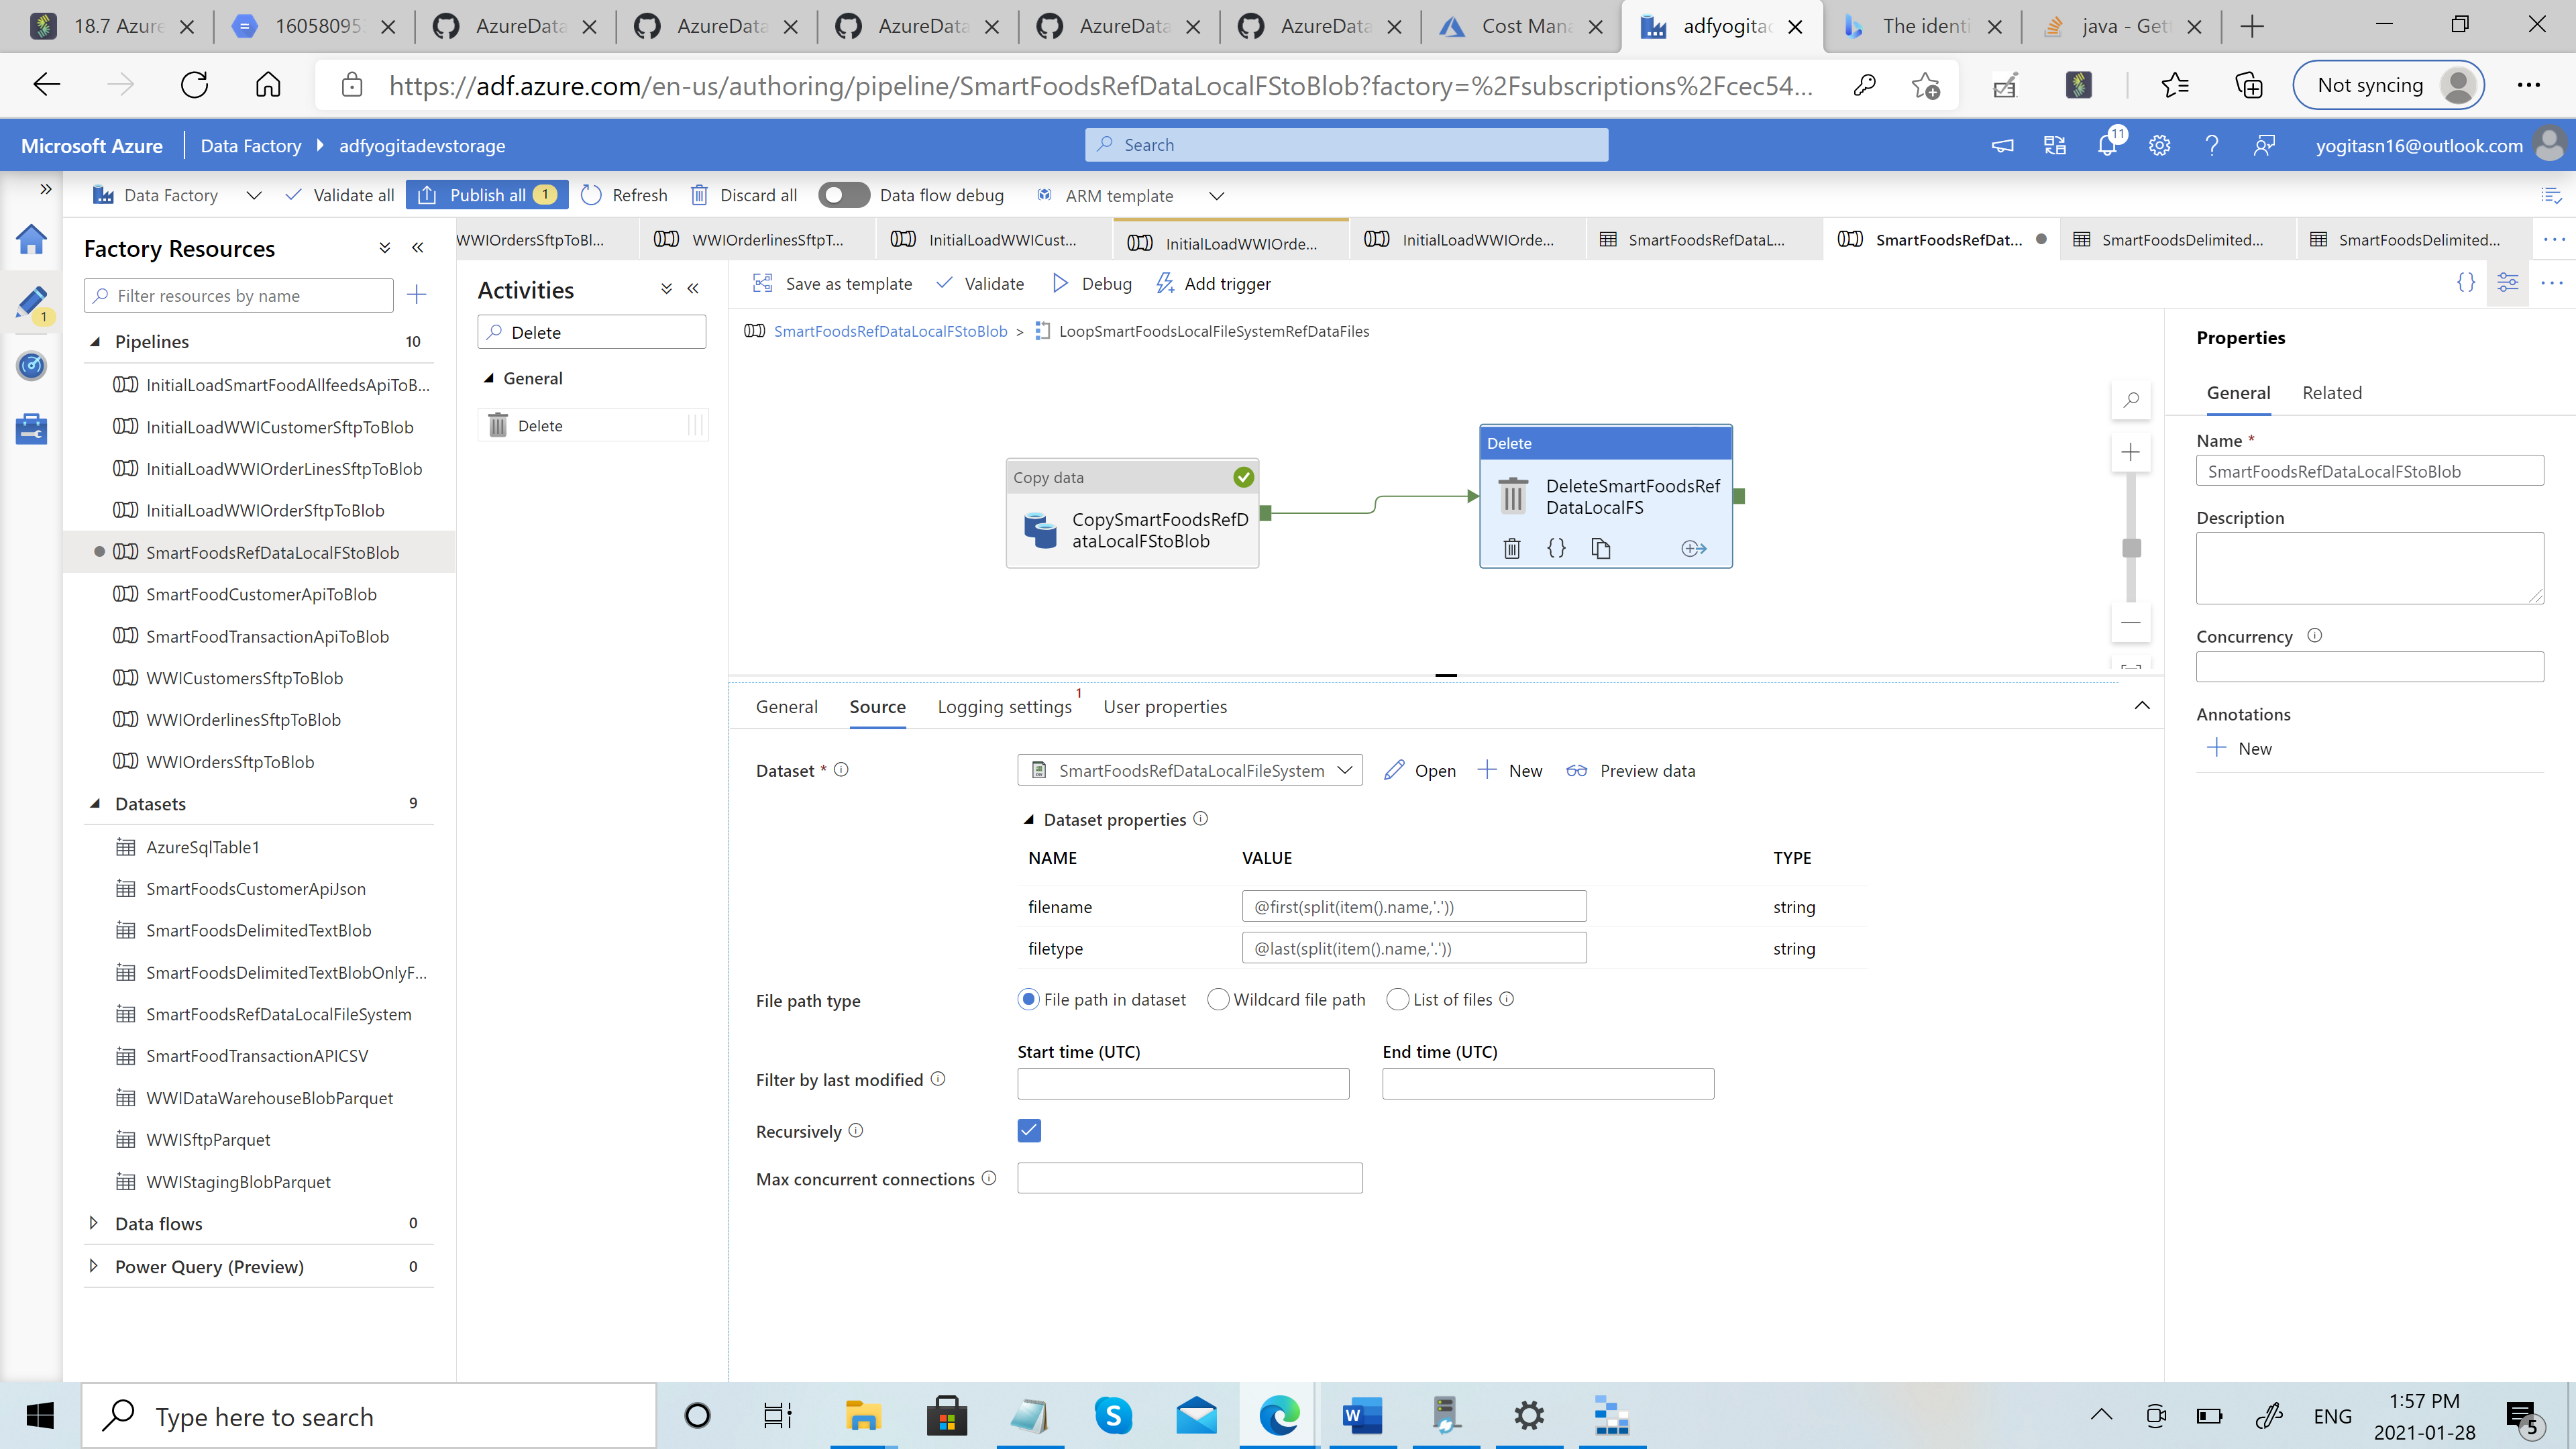 18.7 Azure
16058095
AzureData
AzureData
AzureData
AzureData
AzureData
Cost Mana
adfyogitac
The identi
java - Gett
https://adf.azure.com/en-us/authoring/pipeline/SmartFoodsRefDataLocalFStoBlob?factory=%2Fsubscriptions%2Fcec54...
Not syncing
Microsoft Azure
Data Factory
adfyogitadevstorage
Search
11
yogitasn16@outlook.com
Data Factory
Validate all
Publish all 1
Refresh
Discard all
Data flow debug
ARM template
Factory Resources
WWIOrdersSftpToBl...
WWIOrderlinesSftpT...
InitialLoadWWICust...
InitialLoadWWIOrde...
InitialLoadWWIOrde...
SmartFoodsRefDataL...
SmartFoodsRefDat...
SmartFoodsDelimited...
SmartFoodsDelimited...
Filter resources by name
1
Pipelines 10
InitialLoadSmartFoodAllfeedsApiToB...
InitialLoadWWICustomerSftpToBlob
InitialLoadWWIOrderLinesSftpToBlob
InitialLoadWWIOrderSftpToBlob
SmartFoodsRefDataLocalFStoBlob
SmartFoodCustomerApiToBlob
SmartFoodTransactionApiToBlob
WWICustomersSftpToBlob
WWIOrderlinesSftpToBlob
WWIOrdersSftpToBlob
Datasets 9
AzureSqlTable1
SmartFoodsCustomerApiJson
SmartFoodsDelimitedTextBlob
SmartFoodsDelimitedTextBlobOnlyF...
SmartFoodsRefDataLocalFileSystem
SmartFoodTransactionAPICSV
WWIDataWarehouseBlobParquet
WWISftpParquet
WWIStagingBlobParquet
Data flows 0
Power Query (Preview) 0
Activities
Delete
General
Delete
Save as template
Validate
Debug
Add trigger
SmartFoodsRefDataLocalFStoBlob > LoopSmartFoodsLocalFileSystemRefDataFiles
Copy data
CopySmartFoodsRefD
ataLocalFStoBlob
Delete
DeleteSmartFoodsRef
DataLocalFS
General
Source
Logging settings 1
User properties
Dataset *
SmartFoodsRefDataLocalFileSystem
Open
New
Preview data
Dataset properties
NAME VALUE TYPE
filename @first(split(item().name,'.')) string
filetype @last(split(item().name,'.')) string
File path type
File path in dataset
Wildcard file path
List of files
Start time (UTC) End time (UTC)
Filter by last modified
Recursively
Max concurrent connections
Properties
General
Related
Name *
SmartFoodsRefDataLocalFStoBlob
Description
Concurrency
Annotations
New
Type here to search
ENG
1:57 PM
2021-01-28
5